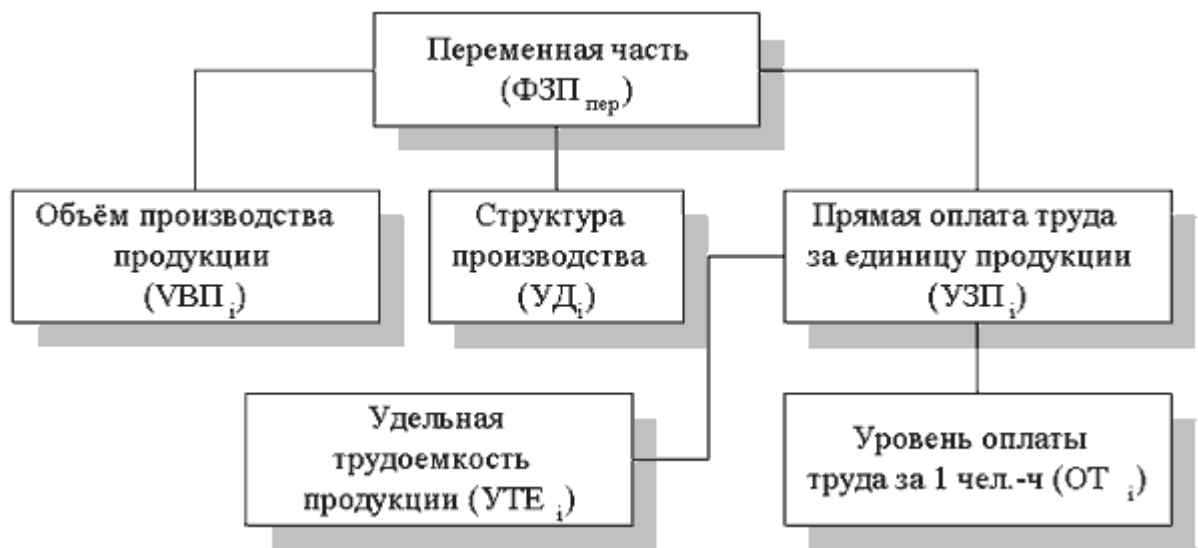 Переменная часть
(ФЗП пер)
Объём производства
продукции
(VВП i)
Структура
производства
(УД i)
Прямая оплата труда
за единицу продукции
(УЗП i)
Удельная
трудоемкость
продукции (УТЕ i)
Уровень оплаты
труда за 1 чел.-ч (ОТ i)